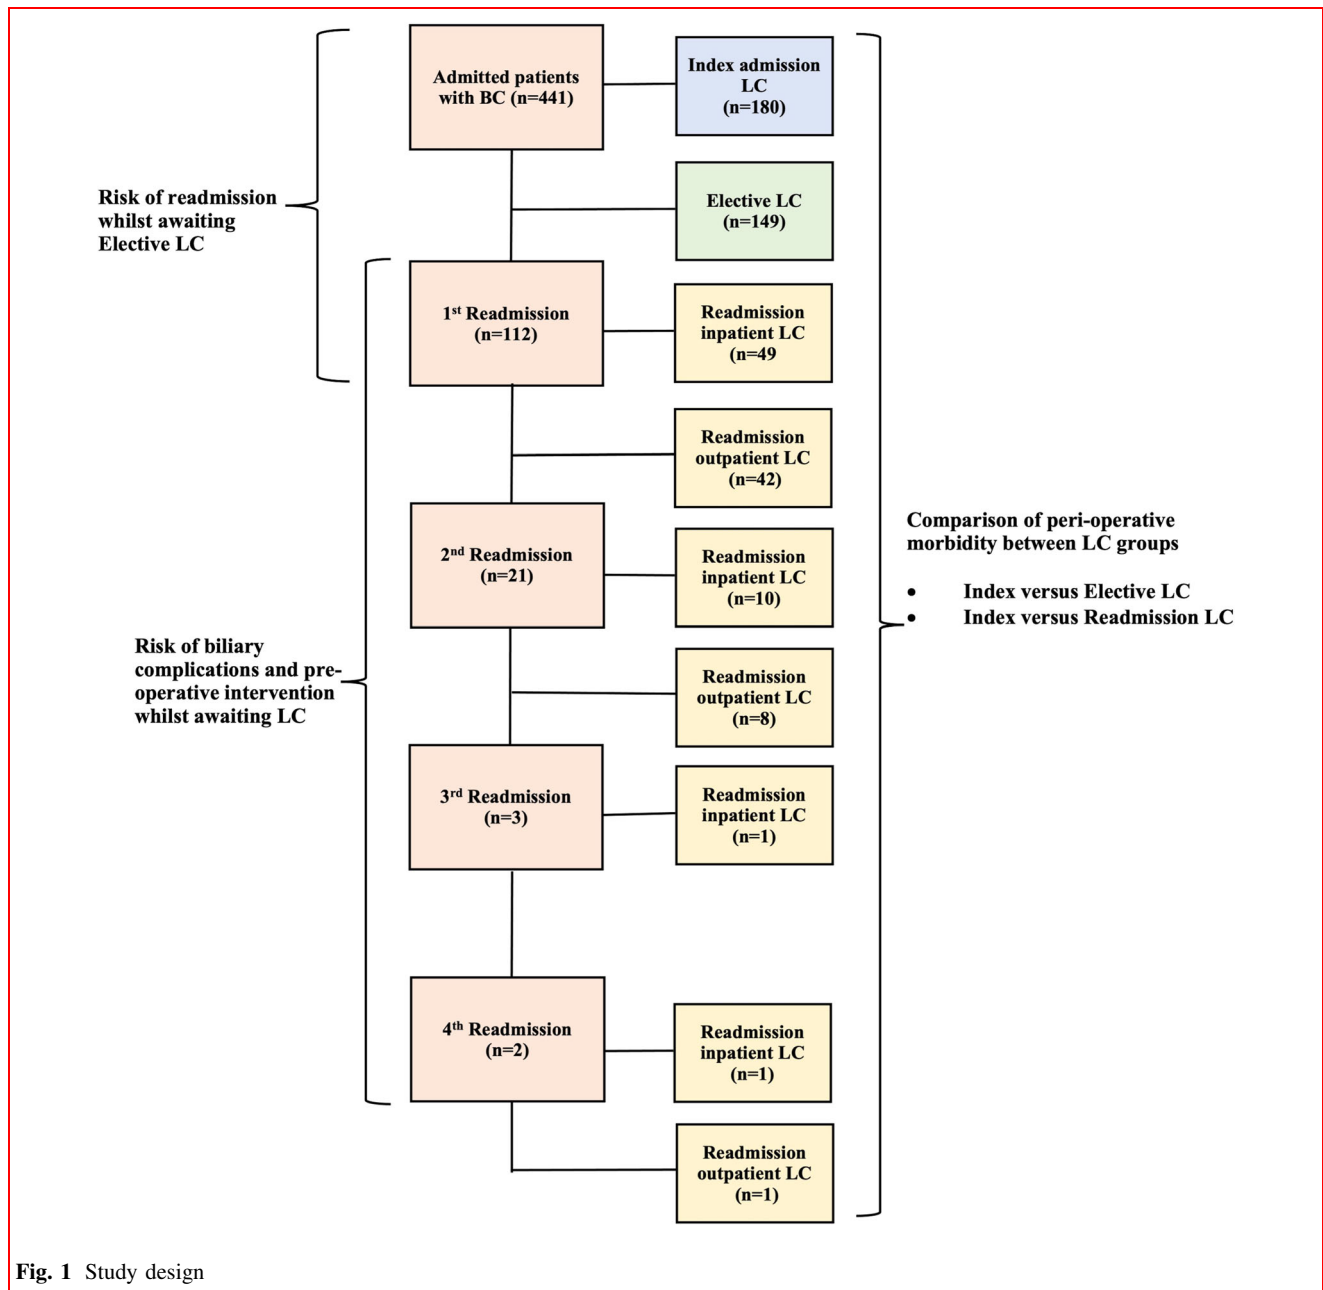 Admitted patients
with BC (n=441)
Index admission
LC
(n=180)
Elective LC
(n=149)
Risk of readmission
whilst awaiting
Elective LC
1st Readmission
(n=112)
Readmission
inpatient LC
(n=49
Readmission
outpatient LC
(n=42)
2nd Readmission
(n=21)
Readmission
inpatient LC
(n=10)
Comparison of peri-operative
morbidity between LC groups
• Index versus Elective LC
• Index versus Readmission LC
Risk of biliary
complications and pre-
operative intervention
whilst awaiting LC
Readmission
outpatient LC
(n=8)
3rd Readmission
(n=3)
Readmission
inpatient LC
(n=1)
4th Readmission
(n=2)
Readmission
inpatient LC
(n=1)
Readmission
outpatient LC
(n=1)
Fig. 1 Study design